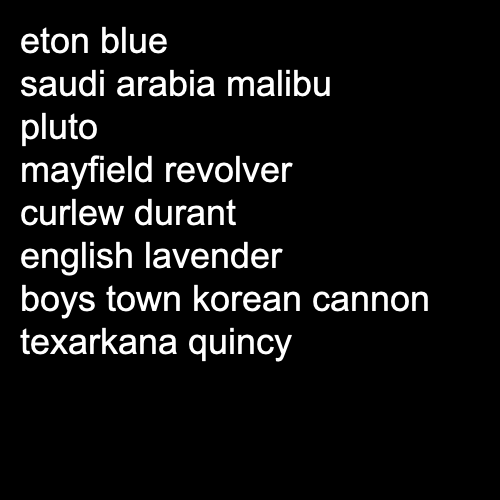 eton blue
saudi arabia malibu
pluto
mayfield revolver
curlew durant
english lavender
boys town korean cannon
texarkana quincy